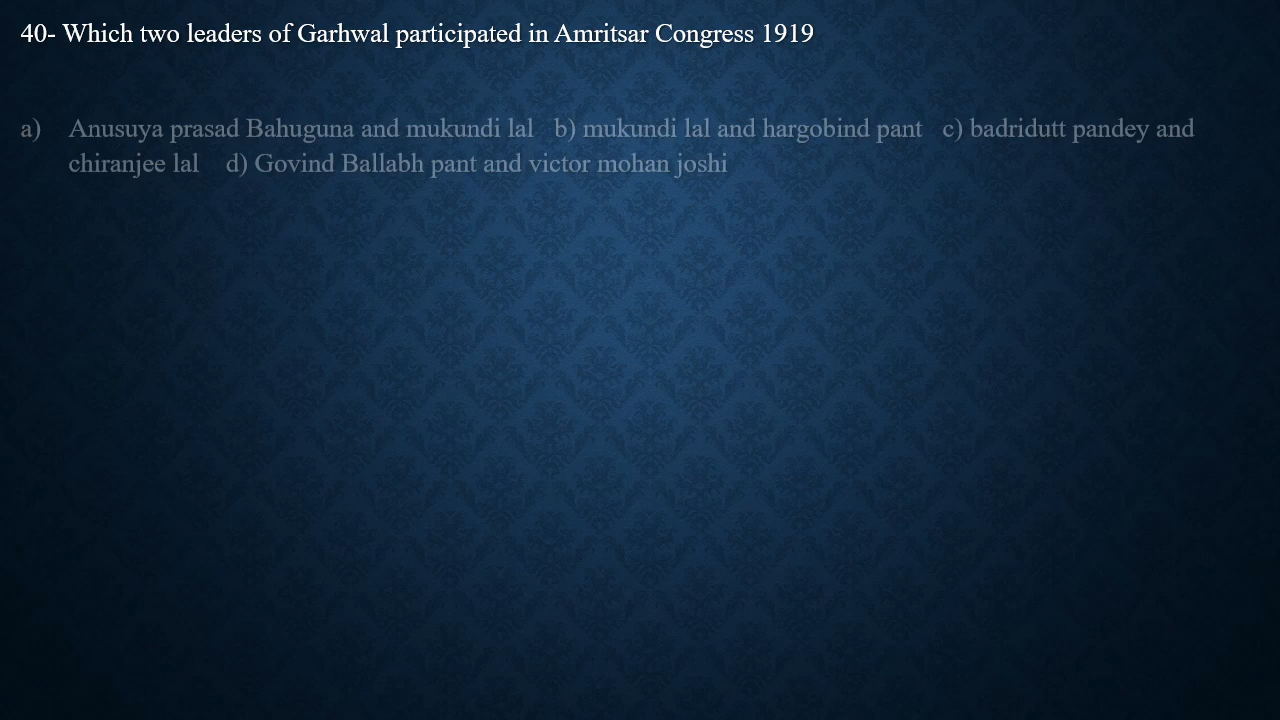 40- Which two leaders of Garhwal participated in Amritsar Congress 1919
a) Anusuya prasad Bahuguna and mukundi lal b) mukundi lal and hargobind pant c) badridutt pandey and
chiranjee lal d) Govind Ballabh pant and victor mohan joshi